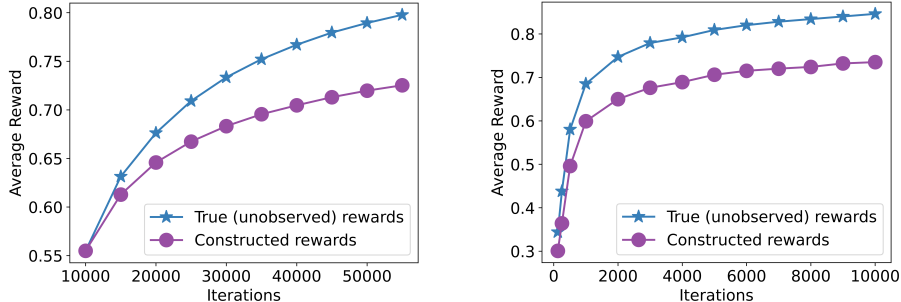 0.80
0.75
0.70
0.65
0.60
0.55
Average Reward
True (unobserved) rewards
Constructed rewards
10000 20000 30000 40000 50000
Iterations
0.8
0.7
0.6
0.5
0.4
0.3
Average Reward
True (unobserved) rewards
Constructed rewards
0 2000 4000 6000 8000 10000
Iterations